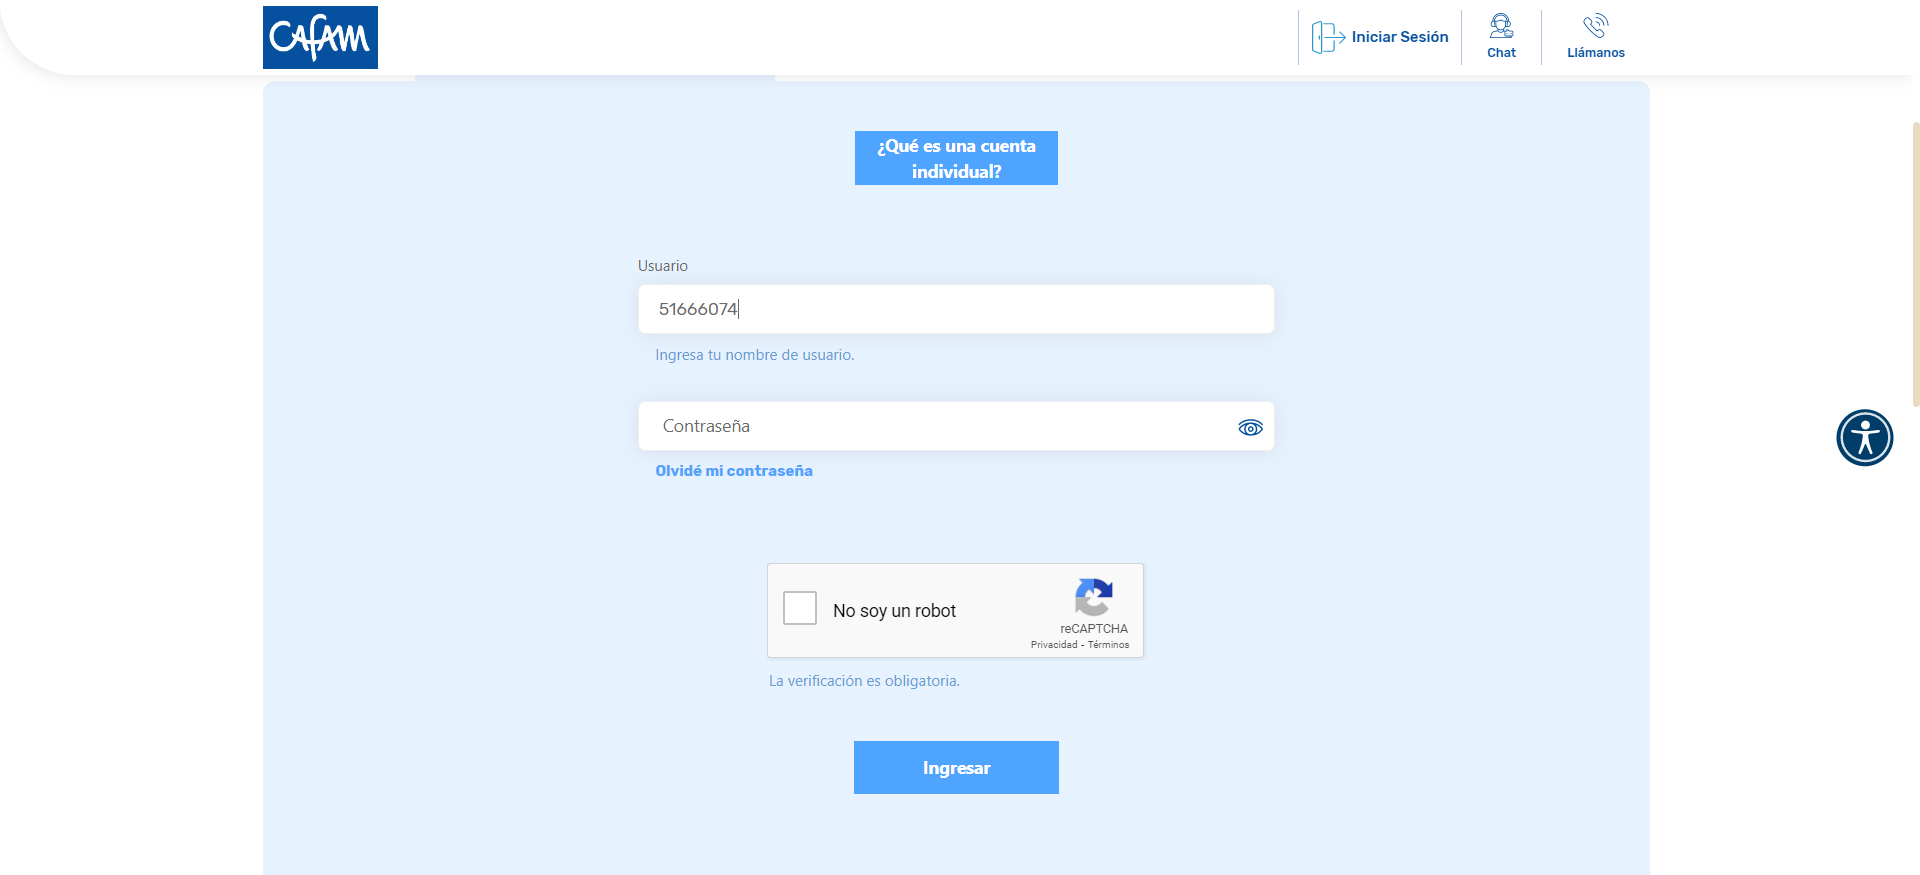 CAFAM
Iniciar Sesión
Chat
Llámanos
¿Qué es una cuenta
individual?
Usuario
51666074
Ingresa tu nombre de usuario.
Contraseña
Olvidé mi contraseña
No soy un robot
reCAPTCHA
Privacidad - Términos
La verificación es obligatoria.
Ingresar